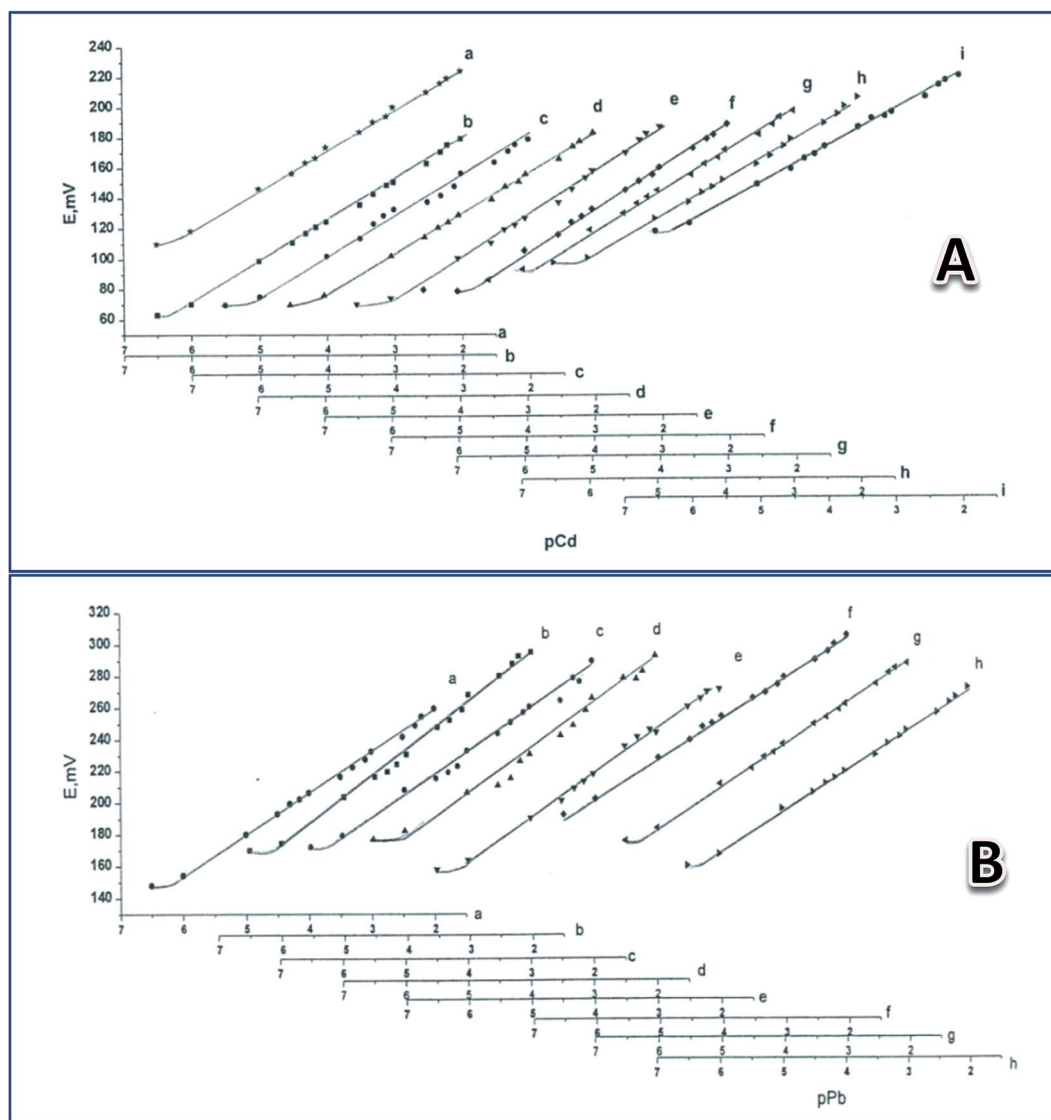 240
220
200
180
160
140
120
100
80
60
E,mV
a
b
c
d
e
f
g
h
i
A
7 6 5 4 3 2 a
7 6 5 4 3 2 b
7 6 5 4 3 2 c
7 6 5 4 3 2 d
7 6 5 4 3 2 e
7 6 5 4 3 2 f
7 6 5 4 3 2 g
7 6 5 4 3 2 h
7 6 5 4 3 2 i
pCd
320
300
280
260
240
220
200
180
160
140
E,mV
a
b
c
d
e
f
g
h
B
7 6 5 4 3 2 a
7 6 5 4 3 2 b
7 6 5 4 3 2 c
7 6 5 4 3 2 d
7 6 5 4 3 2 e
7 6 5 4 3 2 f
7 6 5 4 3 2 g
7 6 5 4 3 2 h
pPb